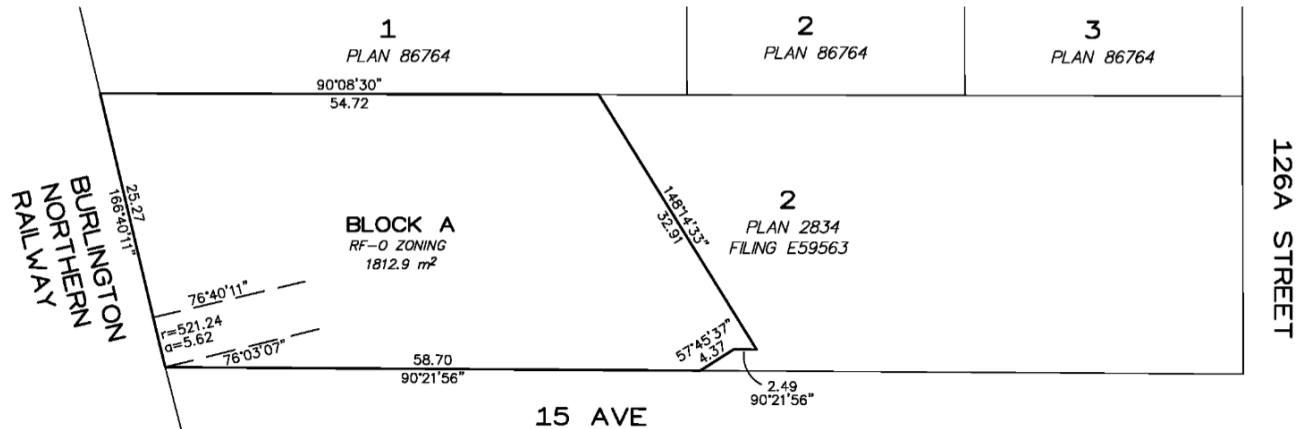 1
PLAN 86764
2
PLAN 86764
3
PLAN 86764
90°08'30"
54.72
25.27
166°40'11"
BURLINGTON
NORTHERN
RAILWAY
BLOCK A
RF-O ZONING
1812.9 m²
148°14'33"
32.91
2
PLAN 2834
FILING E59563
126A STREET
76°40'11"
r=521.24
a=5.62
76°03'07"
58.70
90°21'56"
57°45'37"
4.37
2.49
90°21'56"
15 AVE